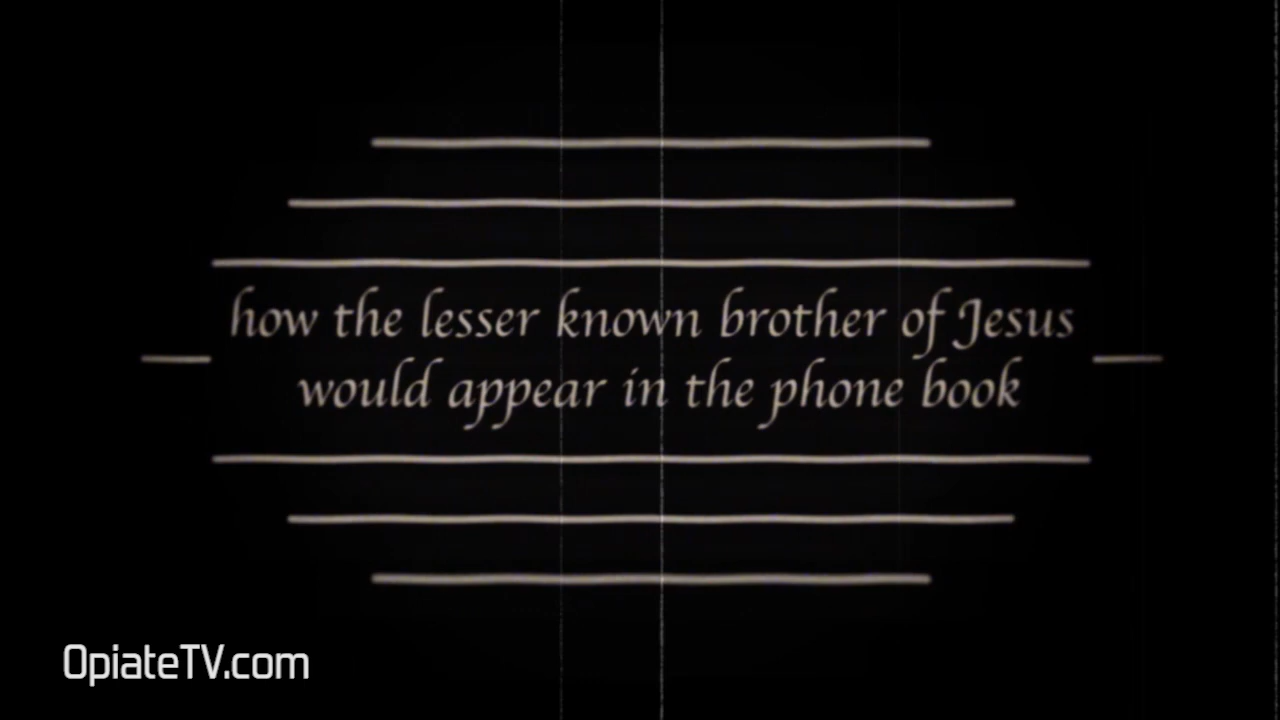 how the lesser known brother of Jesus
would appear in the phone book
OpiateTV.com